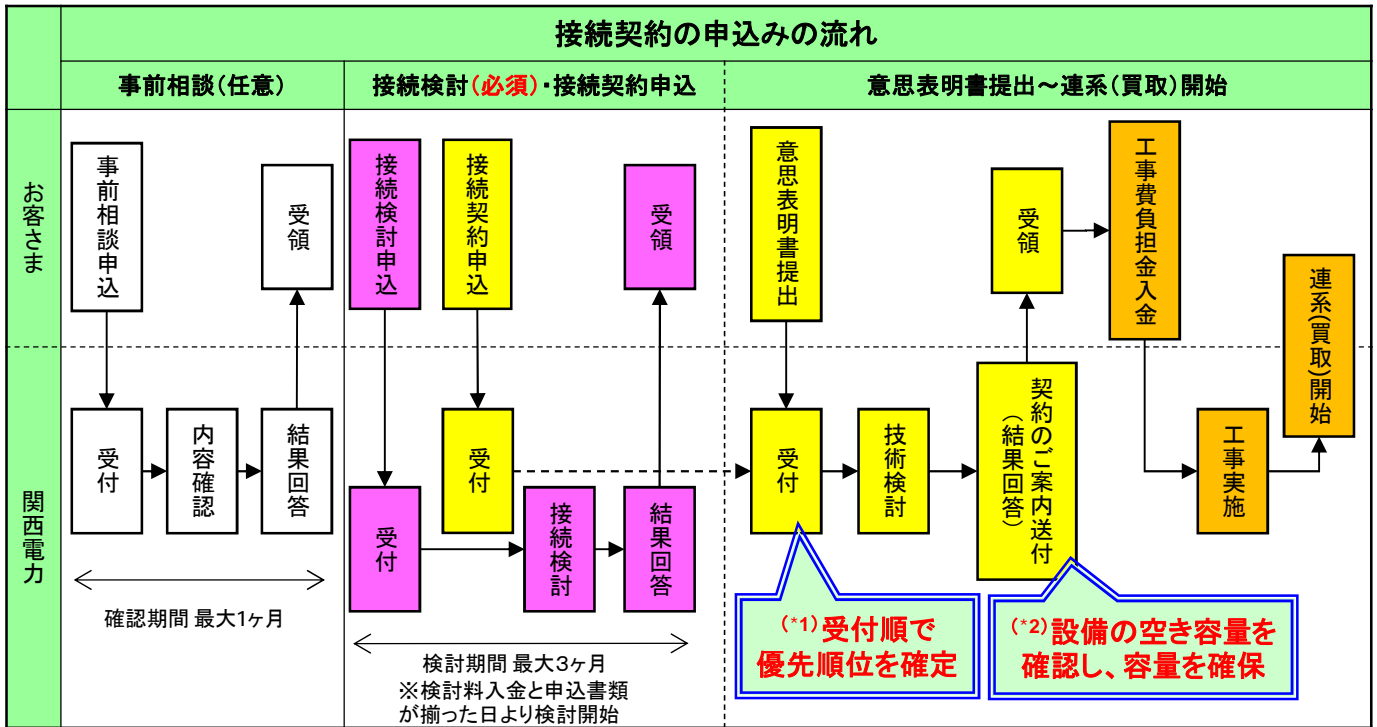 接続契約の申込みの流れ
事前相談(任意)
接続検討(必須)・接続契約申込
意思表明書提出～連系(買取)開始
お客さま
事前相談申込
受領
接続検討申込
接続契約申込
受領
意思表明書提出
受領
工事費負担金入金
連系(買取)開始
関西電力
受付
内容確認
結果回答
受付
受付
接続検討
結果回答
受付
技術検討
契約のご案内送付
(結果回答)
工事実施
確認期間 最大1ヶ月
検討期間 最大3ヶ月
※検討料入金と申込書類
が揃った日より検討開始
(*1)受付順で
優先順位を確定
(*2)設備の空き容量を
確認し、容量を確保